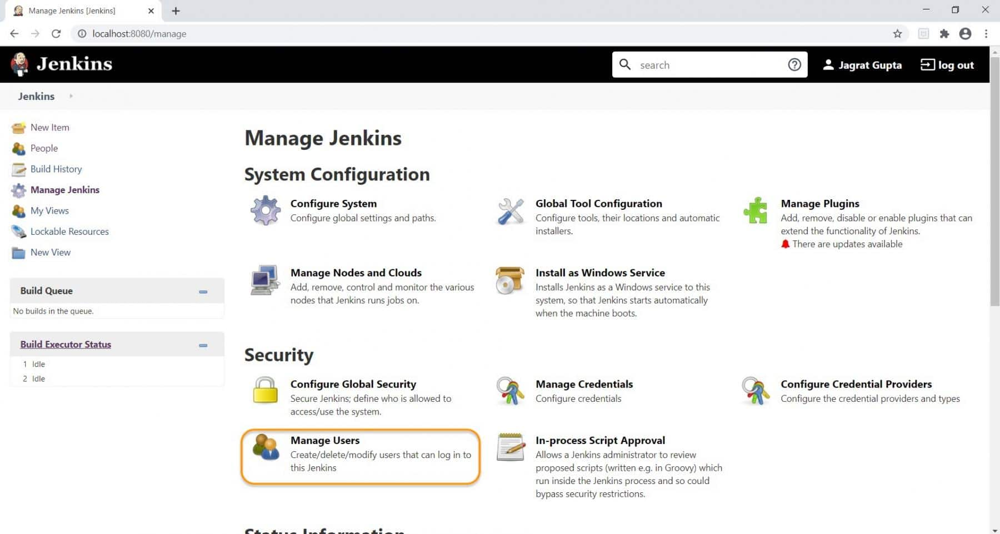 Manage Jenkins [Jenkins]
localhost:8080/manage
Jenkins
search
Jagrat Gupta
log out
Jenkins
New Item
People
Build History
Manage Jenkins
My Views
Lockable Resources
New View
Build Queue
No builds in the queue.
Build Executor Status
1 Idle
2 Idle
Manage Jenkins
System Configuration
Configure System
Configure global settings and paths.
Global Tool Configuration
Configure tools, their locations and automatic
installers.
Manage Plugins
Add, remove, disable or enable plugins that can
extend the functionality of Jenkins.
There are updates available
Manage Nodes and Clouds
Add, remove, control and monitor the various
nodes that Jenkins runs jobs on.
Install as Windows Service
Installs Jenkins as a Windows service to this
system, so that Jenkins starts automatically
when the machine boots.
Security
Configure Global Security
Secure Jenkins; define who is allowed to
access/use the system.
Manage Credentials
Configure credentials
Configure Credential Providers
Configure the credential providers and types
Manage Users
Create/delete/modify users that can log in to
this Jenkins
In-process Script Approval
Allows a Jenkins administrator to review
proposed scripts (written e.g. in Groovy) which
run inside the Jenkins process and so could
bypass security restrictions.
Status Information